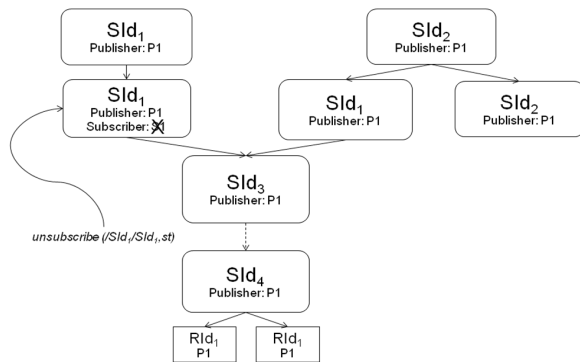 SId₁
Publisher: P1
SId₂
Publisher: P1
SId₁
Publisher: P1
Subscriber: S1
SId₁
Publisher: P1
SId₂
Publisher: P1
SId₃
Publisher: P1
unsubscribe(/SId₁/SId₁,st)
SId₄
Publisher: P1
RId₁
P1
RId₁
P1